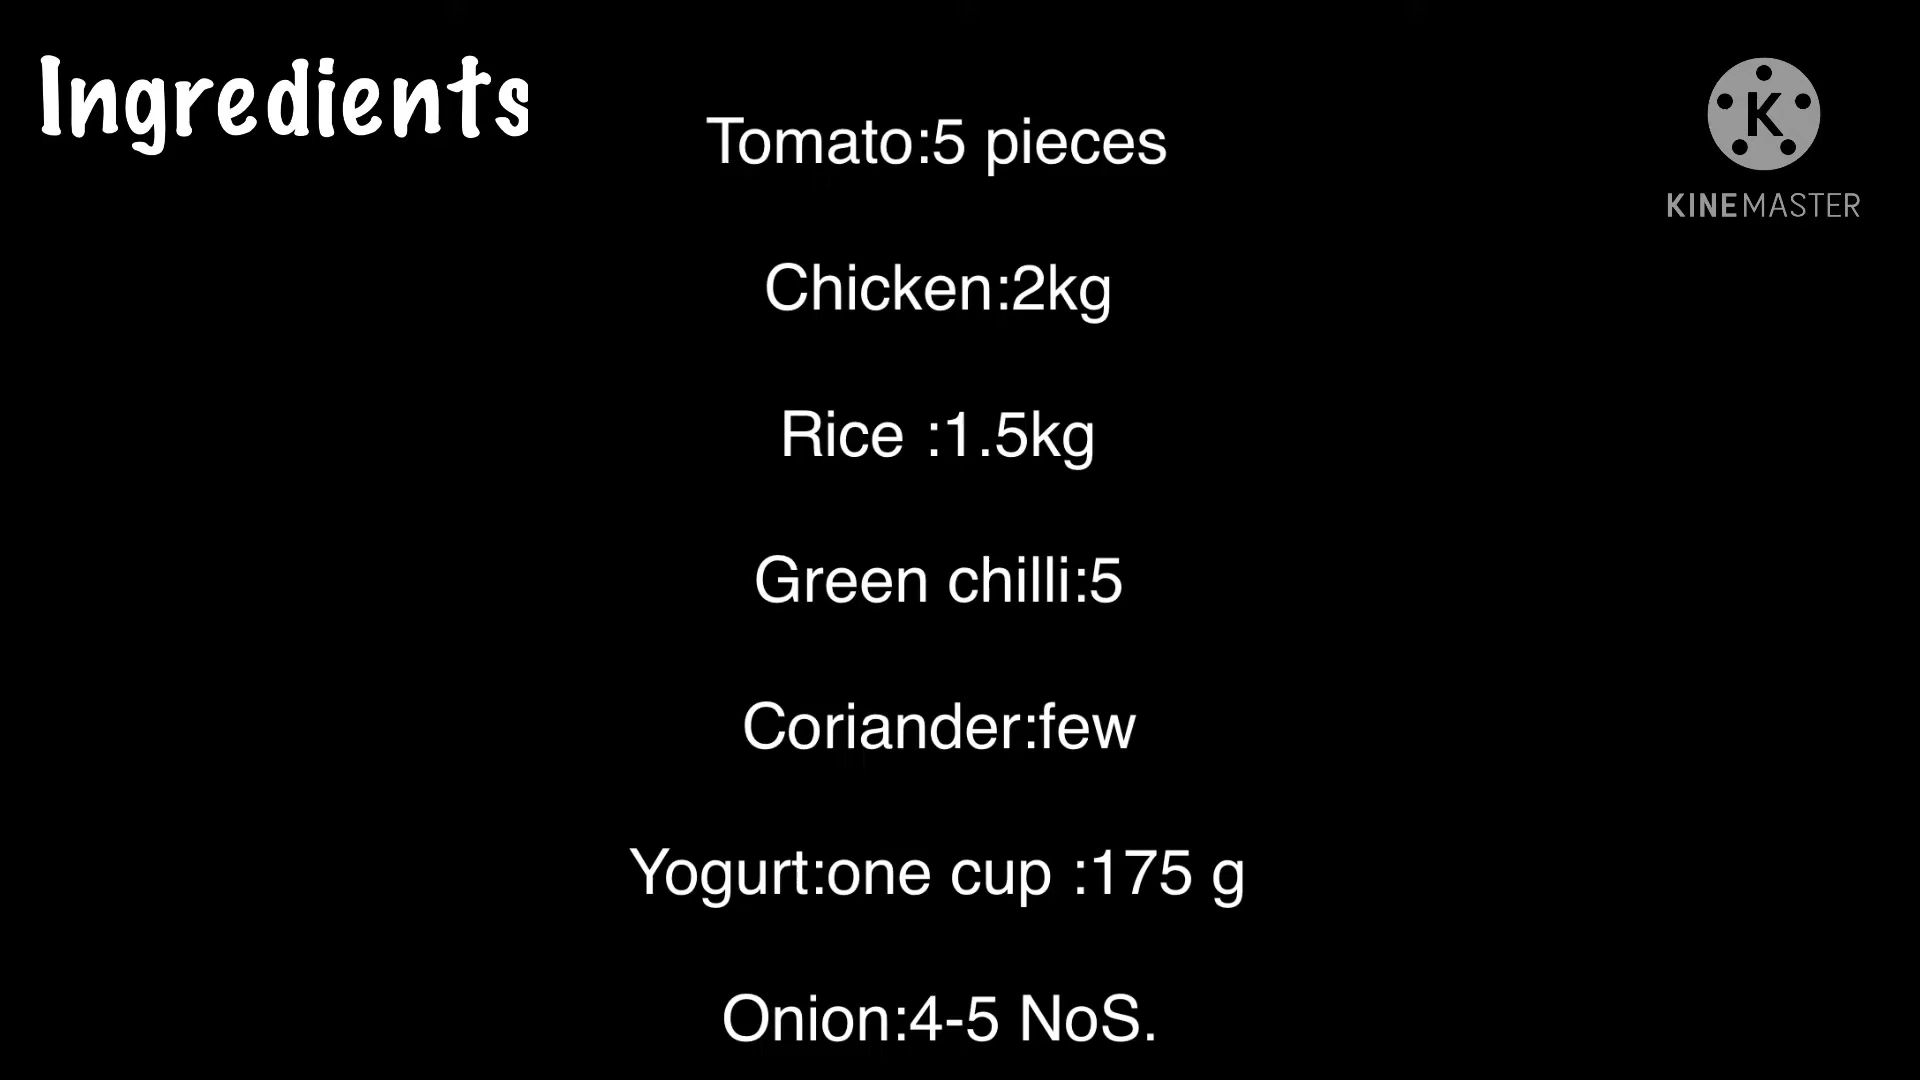 Ingredients
Tomato:5 pieces
K
KINEMASTER
Chicken:2kg
Rice :1.5kg
Green chilli:5
Coriander:few
Yogurt:one cup :175 g
Onion:4-5 NoS.